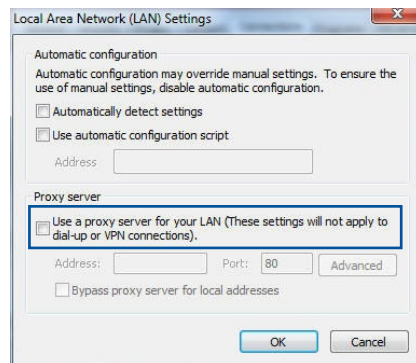 Local Area Network (LAN) Settings
Automatic configuration
Automatic configuration may override manual settings. To ensure the
use of manual settings, disable automatic configuration.
Automatically detect settings
Use automatic configuration script
Address
Proxy server
Use a proxy server for your LAN (These settings will not apply to
dial-up or VPN connections).
Address: Port: 80 Advanced
Bypass proxy server for local addresses
OK Cancel